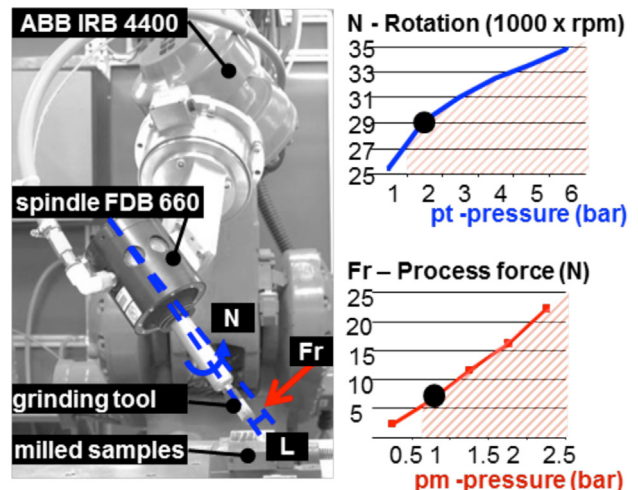 ABB IRB 4400
spindle FDB 660
N
Fr
grinding tool
L
milled samples
N - Rotation (1000 x rpm)
35
33
31
29
27
25
1 2 3 4 5 6
pt -pressure (bar)
Fr – Process force (N)
25
20
15
10
5
0.5 1 1.5 2 2.5
pm -pressure (bar)